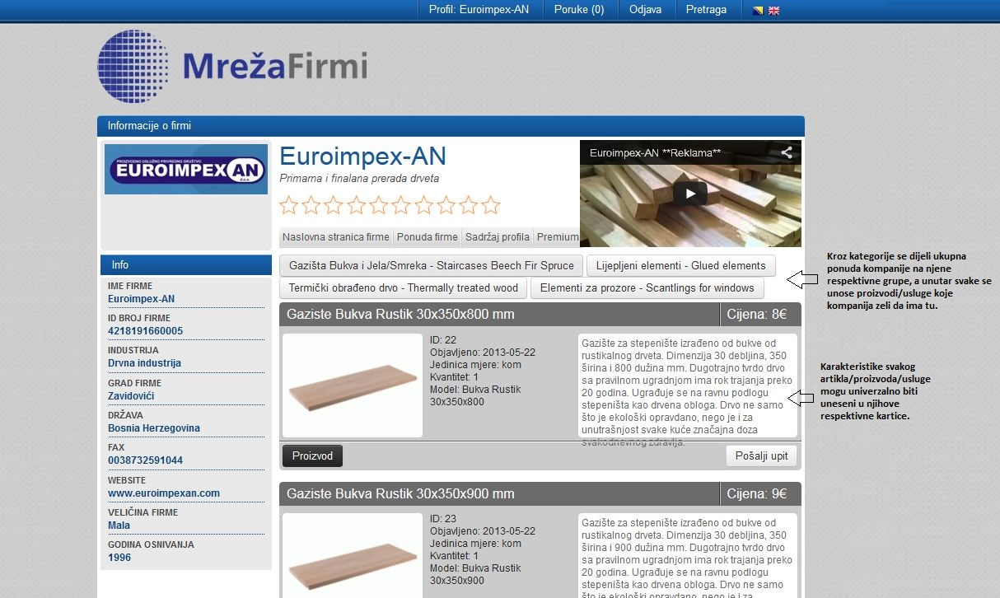 Profil: Euroimpex-AN
Poruke (0)
Odjava
Pretraga
MrežaFirmi
Informacije o firmi
PROIZVODNO USLUŽNO PRIVREDNO DRUŠTVO
EUROIMPEX AN
d.o.o.
Euroimpex-AN
Primarna i finalana prerada drveta
Euroimpex-AN **Reklama**
Naslovna stranica firme
Ponuda firme
Sadržaj profila
Premium
Info
IME FIRME
Euroimpex-AN
ID BROJ FIRME
4218191660005
INDUSTRIJA
Drvna industrija
GRAD FIRME
Zavidovići
DRŽAVA
Bosnia Herzegovina
FAX
0038732591044
WEBSITE
www.euroimpexan.com
VELIČINA FIRME
Mala
GODINA OSNIVANJA
1996
Gazišta Bukva i Jela/Smreka - Staircases Beech Fir Spruce
Lijepljeni elementi - Glued elements
Termički obrađeno drvo - Thermally treated wood
Elementi za prozore - Scantlings for windows
Gaziste Bukva Rustik 30x350x800 mm
Cijena: 8€
ID: 22
Objavljeno: 2013-05-22
Jedinica mjere: kom
Kvantitet: 1
Model: Bukva Rustik
30x350x800
Gazište za stepenište izrađeno od bukve od
rustikalnog drveta. Dimenzija 30 debljina, 350
širina i 800 dužina mm. Dugotrajno tvrdo drvo
sa pravilnom ugradnjom ima rok trajanja preko
20 godina. Ugrađuje se na ravnu podlogu
stepeništa kao drvena obloga. Drvo ne samo
što je ekološki opravdano, nego je i za
unutrašnjost svake kuće značajna doza
svakodnevnog zdravlja.
Proizvod
Pošalji upit
Gaziste Bukva Rustik 30x350x900 mm
Cijena: 9€
ID: 23
Objavljeno: 2013-05-22
Jedinica mjere: kom
Kvantitet: 1
Model: Bukva Rustik
30x350x900
Gazište za stepenište izrađeno od bukve od
rustikalnog drveta. Dimenzija 30 debljina, 350
širina i 900 dužina mm. Dugotrajno tvrdo drvo
sa pravilnom ugradnjom ima rok trajanja preko
20 godina. Ugrađuje se na ravnu podlogu
stepeništa kao drvena obloga. Drvo ne samo
što je ekološki opravdano, nego je i za
Kroz kategorije se dijeli ukupna
ponuda kompanije na njene
respektivne grupe, a unutar svake se
unose proizvodi/usluge koje
kompanija zeli da ima tu.
Karakteristike svakog
artikla/proizvoda/usluge
mogu univerzalno biti
uneseni u njihove
respektivne kartice.